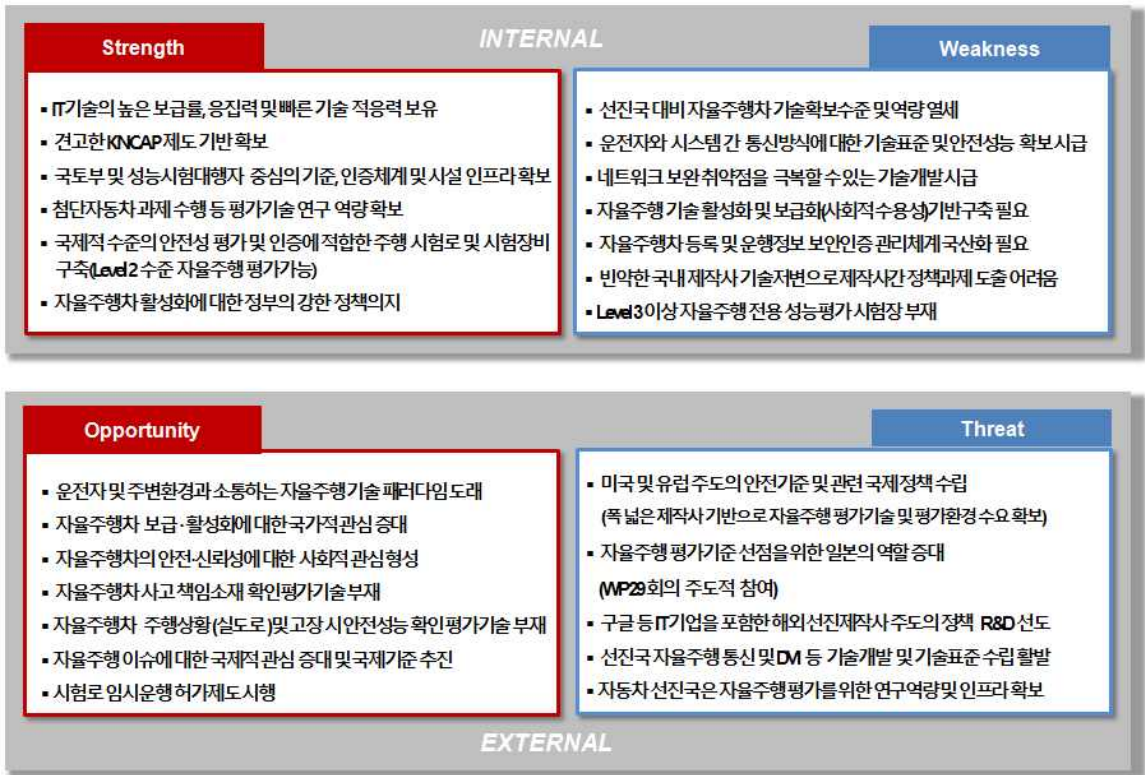 INTERNAL
Strength
▪ IT기술의 높은 보급률, 응집력 및 빠른 기술 적응력 보유
▪ 견고한 KNCAP 제도 기반 확보
▪ 국토부 및 성능시험대행자 중심의 기준, 인증체계 및 시설 인프라 확보
▪ 첨단자동차 과제 수행 등 평가기술 연구 역량 확보
▪ 국제적 수준의 안전성 평가 및 인증에 적합한 주행 시험로 및 시험장비
구축(Level 2 수준 자율주행 평가가능)
▪ 자율주행차 활성화에 대한 정부의 강한 정책의지
Weakness
▪ 선진국 대비 자율주행차 기술확보수준 및 역량 열세
▪ 운전자와 시스템 간 통신방식에 대한 기술표준 및 안전성능 확보 시급
▪ 네트워크 보완 취약점을 극복할 수 있는 기술개발 시급
▪ 자율주행 기술 활성화 및 보급화(사회적 수용성)기반구축 필요
▪ 자율주행차 등록 및 운행정보 보안인증 관리체계 국산화 필요
▪ 빈약한 국내 제작사 기술저변으로 제작사간 정책과제 도출 어려움
▪ Level 3 이상 자율주행 전용 성능평가 시험장 부재
Opportunity
▪ 운전자 및 주변환경과 소통하는 자율주행기술 패러다임 도래
▪ 자율주행차 보급·활성화에 대한 국가적 관심 증대
▪ 자율주행차의 안전·신뢰성에 대한 사회적 관심 형성
▪ 자율주행차 사고 책임소재 확인평가기술 부재
▪ 자율주행차 주행상황(실도로)및 고장 시 안전성능 확인 평가기술 부재
▪ 자율주행 이슈에 대한 국제적 관심 증대 및 국제기준 추진
▪ 시험로 임시운행 허가제도 시행
Threat
▪ 미국 및 유럽 주도의 안전기준 및 관련 국제정책 수립
(폭 넓은 제작사 기반으로 자율주행 평가기술 및 평가환경 수요 확보)
▪ 자율주행 평가기준 선점을 위한 일본의 역할 증대
(WP29 회의 주도적 참여)
▪ 구글 등 IT기업을 포함한 해외 선진제작사 주도의 정책 R&D 선도
▪ 선진국 자율주행 통신 및 DVI 등 기술개발 및 기술표준 수립 활발
▪ 자동차 선진국은 자율주행 평가를 위한 연구역량 및 인프라 확보
EXTERNAL